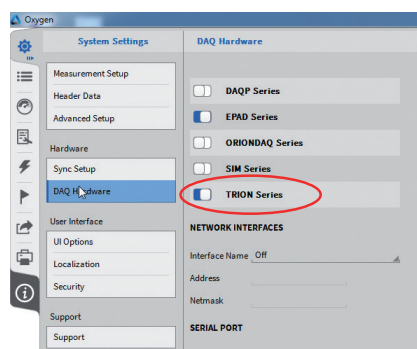 Oxygen
System Settings
Measurement Setup
Header Data
Advanced Setup
Hardware
Sync Setup
DAQ Hardware
User Interface
UI Options
Localization
Security
Support
Support
DAQ Hardware
DAQP Series
EPAD Series
ORIONDAQ Series
SIM Series
TRION Series
NETWORK INTERFACES
Interface Name Off
Address
Netmask
SERIAL PORT